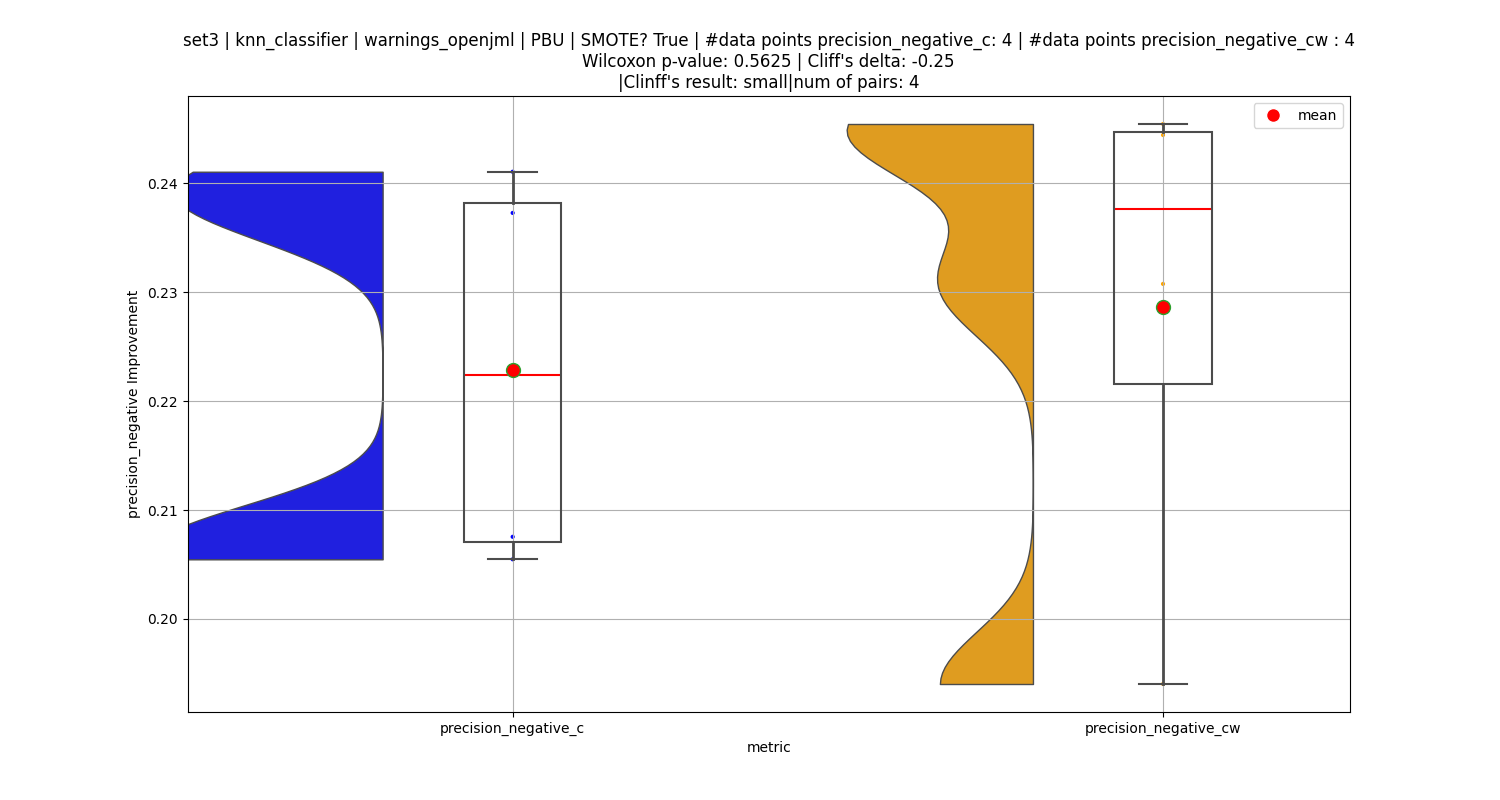 set3 | knn_classifier | warnings_openjml | PBU | SMOTE? True | #data points precision_negative_c: 4 | #data points precision_negative_cw : 4
Wilcoxon p-value: 0.5625 | Cliff's delta: -0.25
|Clinff's result: small|num of pairs: 4
mean
0.24
0.23
0.22
0.21
0.20
precision_negative Improvement
precision_negative_c
precision_negative_cw
metric